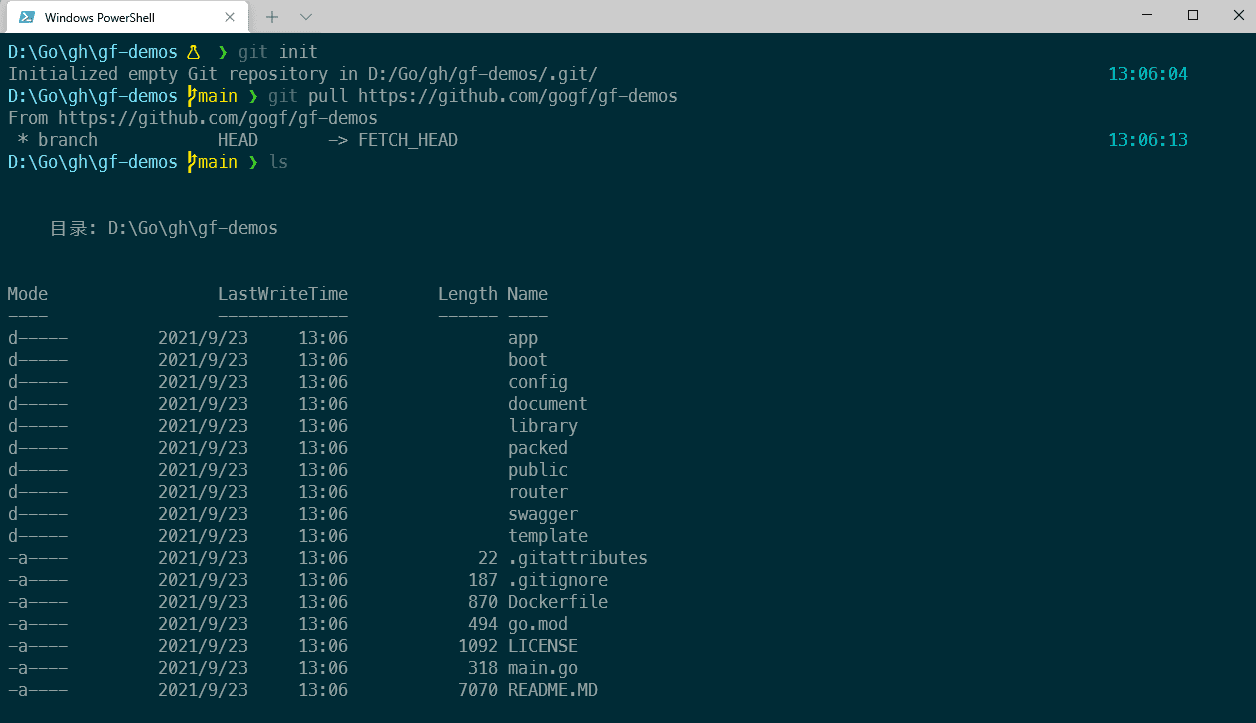 Windows PowerShell
D:\Go\gh\gf-demos ❯ git init
Initialized empty Git repository in D:/Go/gh/gf-demos/.git/ 13:06:04
D:\Go\gh\gf-demos main ❯ git pull https://github.com/gogf/gf-demos
From https://github.com/gogf/gf-demos
* branch HEAD -> FETCH_HEAD 13:06:13
D:\Go\gh\gf-demos main ❯ ls
目录: D:\Go\gh\gf-demos
Mode LastWriteTime Length Name
---- ------------- ------ ----
d----- 2021/9/23 13:06 app
d----- 2021/9/23 13:06 boot
d----- 2021/9/23 13:06 config
d----- 2021/9/23 13:06 document
d----- 2021/9/23 13:06 library
d----- 2021/9/23 13:06 packed
d----- 2021/9/23 13:06 public
d----- 2021/9/23 13:06 router
d----- 2021/9/23 13:06 swagger
d----- 2021/9/23 13:06 template
-a---- 2021/9/23 13:06 22 .gitattributes
-a---- 2021/9/23 13:06 187 .gitignore
-a---- 2021/9/23 13:06 870 Dockerfile
-a---- 2021/9/23 13:06 494 go.mod
-a---- 2021/9/23 13:06 1092 LICENSE
-a---- 2021/9/23 13:06 318 main.go
-a---- 2021/9/23 13:06 7070 README.MD